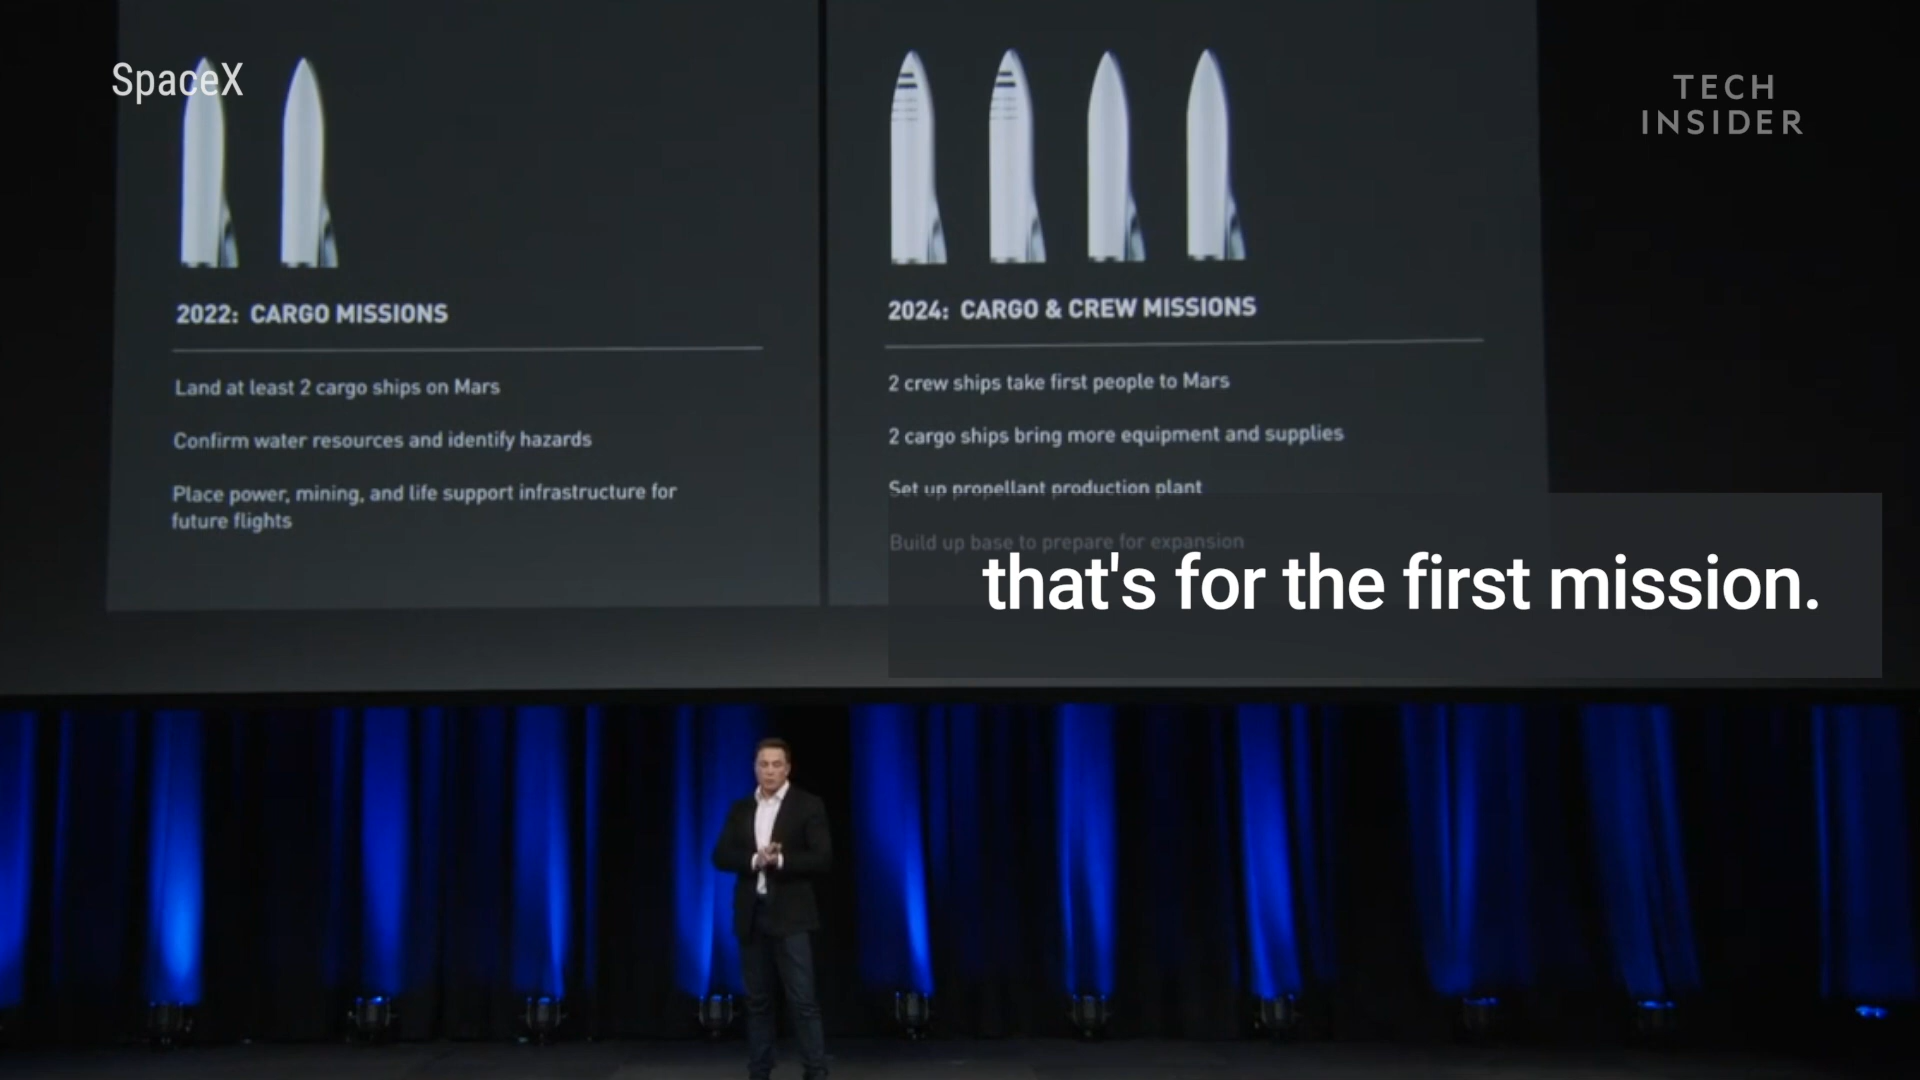 SpaceX
TECH
INSIDER
2022: CARGO MISSIONS
Land at least 2 cargo ships on Mars
Confirm water resources and identify hazards
Place power, mining, and life support infrastructure for
future flights
2024: CARGO & CREW MISSIONS
2 crew ships take first people to Mars
2 cargo ships bring more equipment and supplies
Set up propellant production plant
Build up base to prepare for expansion
that's for the first mission.